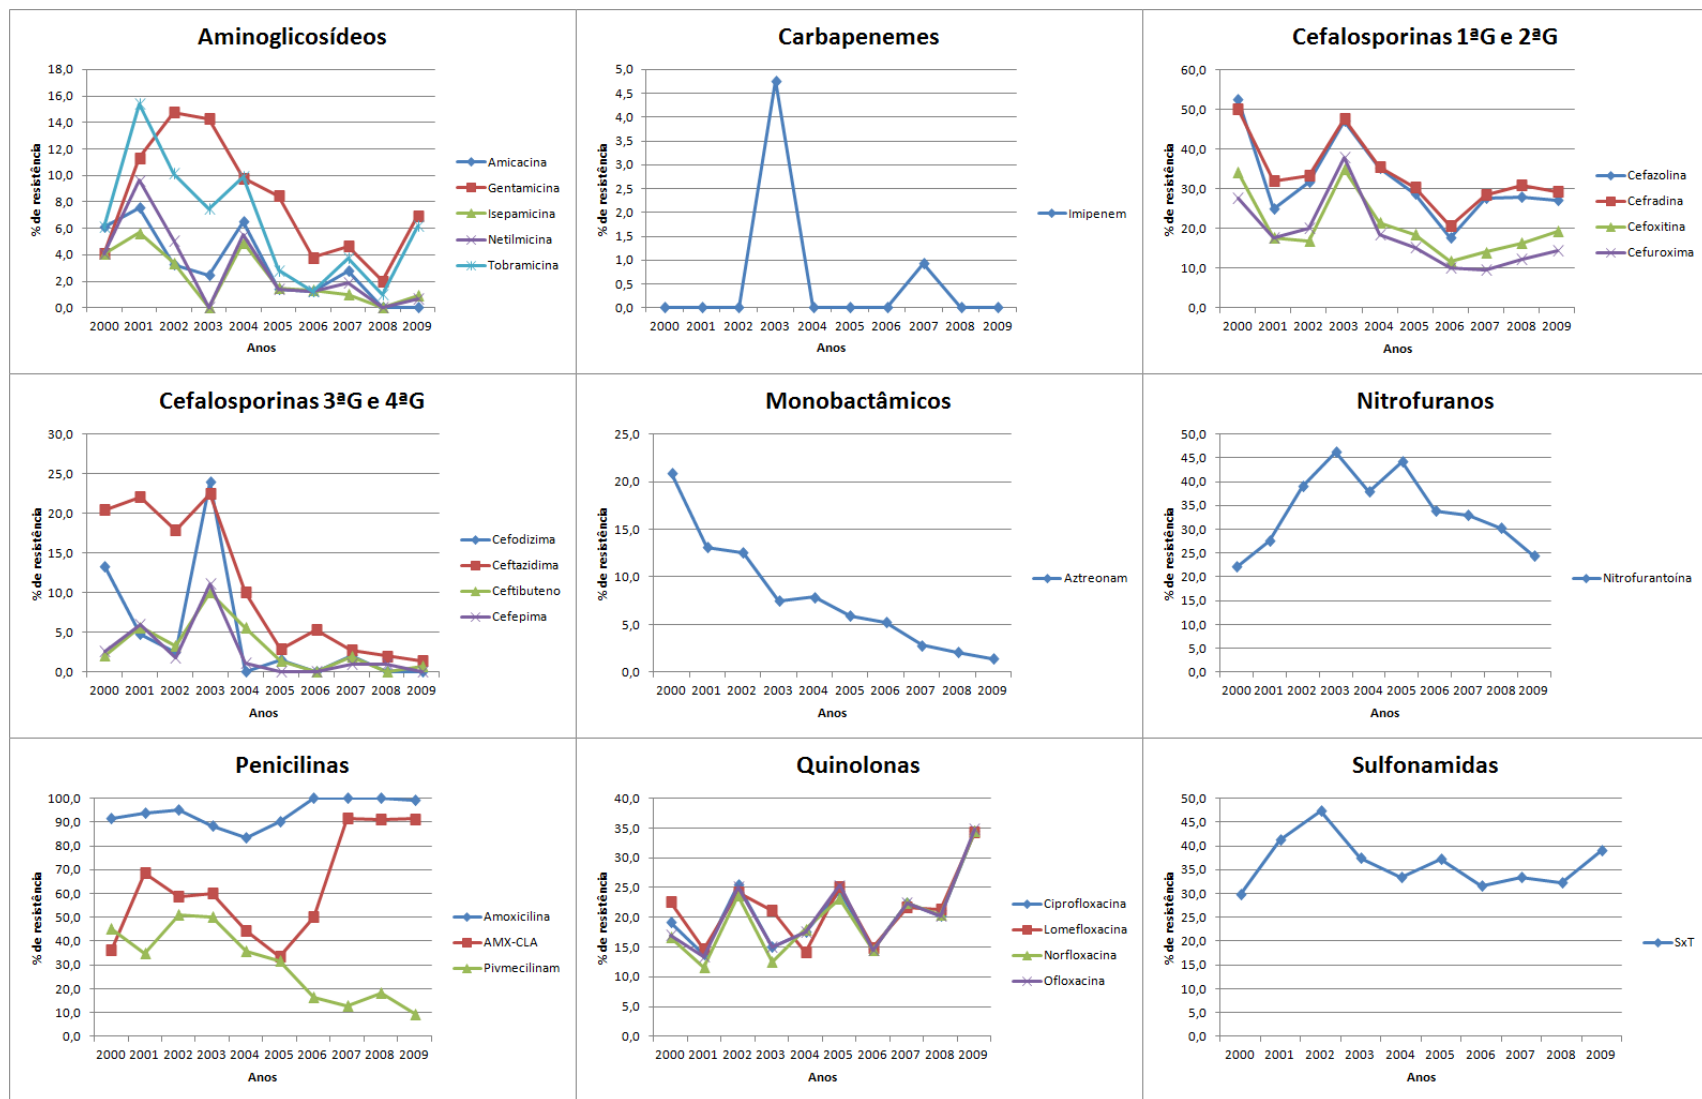 Aminoglicosídeos
% de resistência
18,0
16,0
14,0
12,0
10,0
8,0
6,0
4,0
2,0
0,0
2000 2001 2002 2003 2004 2005 2006 2007 2008 2009
Anos
Amicacina
Gentamicina
Isepamicina
Netilmicina
Tobramicina
Carbapenemes
% de resistência
5,0
4,5
4,0
3,5
3,0
2,5
2,0
1,5
1,0
0,5
0,0
2000 2001 2002 2003 2004 2005 2006 2007 2008 2009
Anos
Imipenem
Cefalosporinas 1ªG e 2ªG
% de resistência
60,0
50,0
40,0
30,0
20,0
10,0
0,0
2000 2001 2002 2003 2004 2005 2006 2007 2008 2009
Anos
Cefazolina
Cefradina
Cefoxitina
Cefuroxima
Cefalosporinas 3ªG e 4ªG
% de resistência
30,0
25,0
20,0
15,0
10,0
5,0
0,0
2000 2001 2002 2003 2004 2005 2006 2007 2008 2009
Anos
Cefodizima
Ceftazidima
Ceftibuteno
Cefepima
Monobactâmicos
% de resistência
25,0
20,0
15,0
10,0
5,0
0,0
2000 2001 2002 2003 2004 2005 2006 2007 2008 2009
Anos
Aztreonam
Nitrofuranos
% de resistência
50,0
45,0
40,0
35,0
30,0
25,0
20,0
15,0
10,0
5,0
0,0
2000 2001 2002 2003 2004 2005 2006 2007 2008 2009
Anos
Nitrofurantoína
Penicilinas
% de resistência
100,0
90,0
80,0
70,0
60,0
50,0
40,0
30,0
20,0
10,0
0,0
2000 2001 2002 2003 2004 2005 2006 2007 2008 2009
Anos
Amoxicilina
AMX-CLA
Pivmecilinam
Quinolonas
% de resistência
40,0
35,0
30,0
25,0
20,0
15,0
10,0
5,0
0,0
2000 2001 2002 2003 2004 2005 2006 2007 2008 2009
Anos
Ciprofloxacina
Lomefloxacina
Norfloxacina
Ofloxacina
Sulfonamidas
% de resistência
50,0
45,0
40,0
35,0
30,0
25,0
20,0
15,0
10,0
5,0
0,0
2000 2001 2002 2003 2004 2005 2006 2007 2008 2009
Anos
SxT